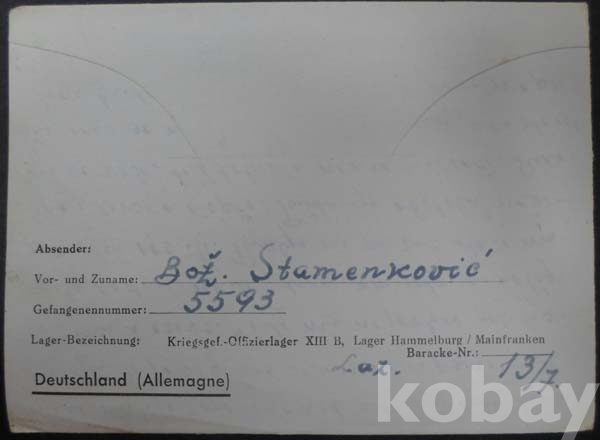 Absender:
Vor- und Zuname: Bož. Stamenković
Gefangenennummer: 5593
Lager-Bezeichnung: Kriegsgef.-Offizierlager XIII B, Lager Hammelburg / Mainfranken
Baracke-Nr.: 13/7.
Deutschland (Allemagne)
kobay